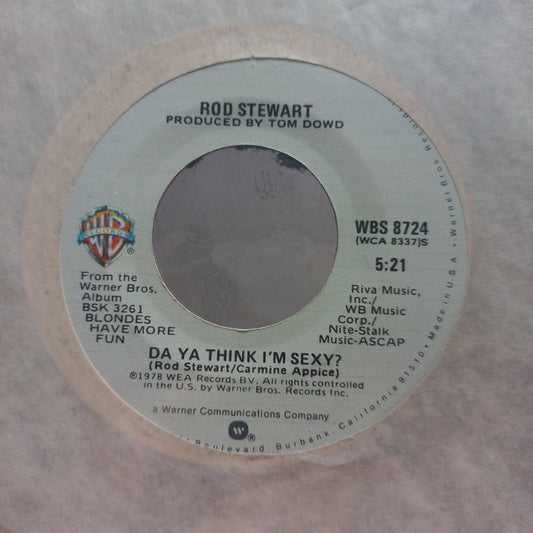 ROD STEWART
PRODUCED BY TOM DOWD
WB
RECORDS
®
WBS 8724
(WCA 8337)S
5:21
From the
Warner Bros.
Album
BSK 3261
BLONDES
HAVE MORE
FUN
Riva Music,
Inc./
WB Music
Corp./
Nite-Stalk
Music-ASCAP
DA YA THINK I'M SEXY?
(Rod Stewart/Carmine Appice)
℗1978 WEA Records BV. All rights controlled
in the U.S. by Warner Bros. Records Inc.
a Warner Communications Company
®
Boulevard, Burbank, California 91510 • Made in U.S.A. • Warner Bros. Records